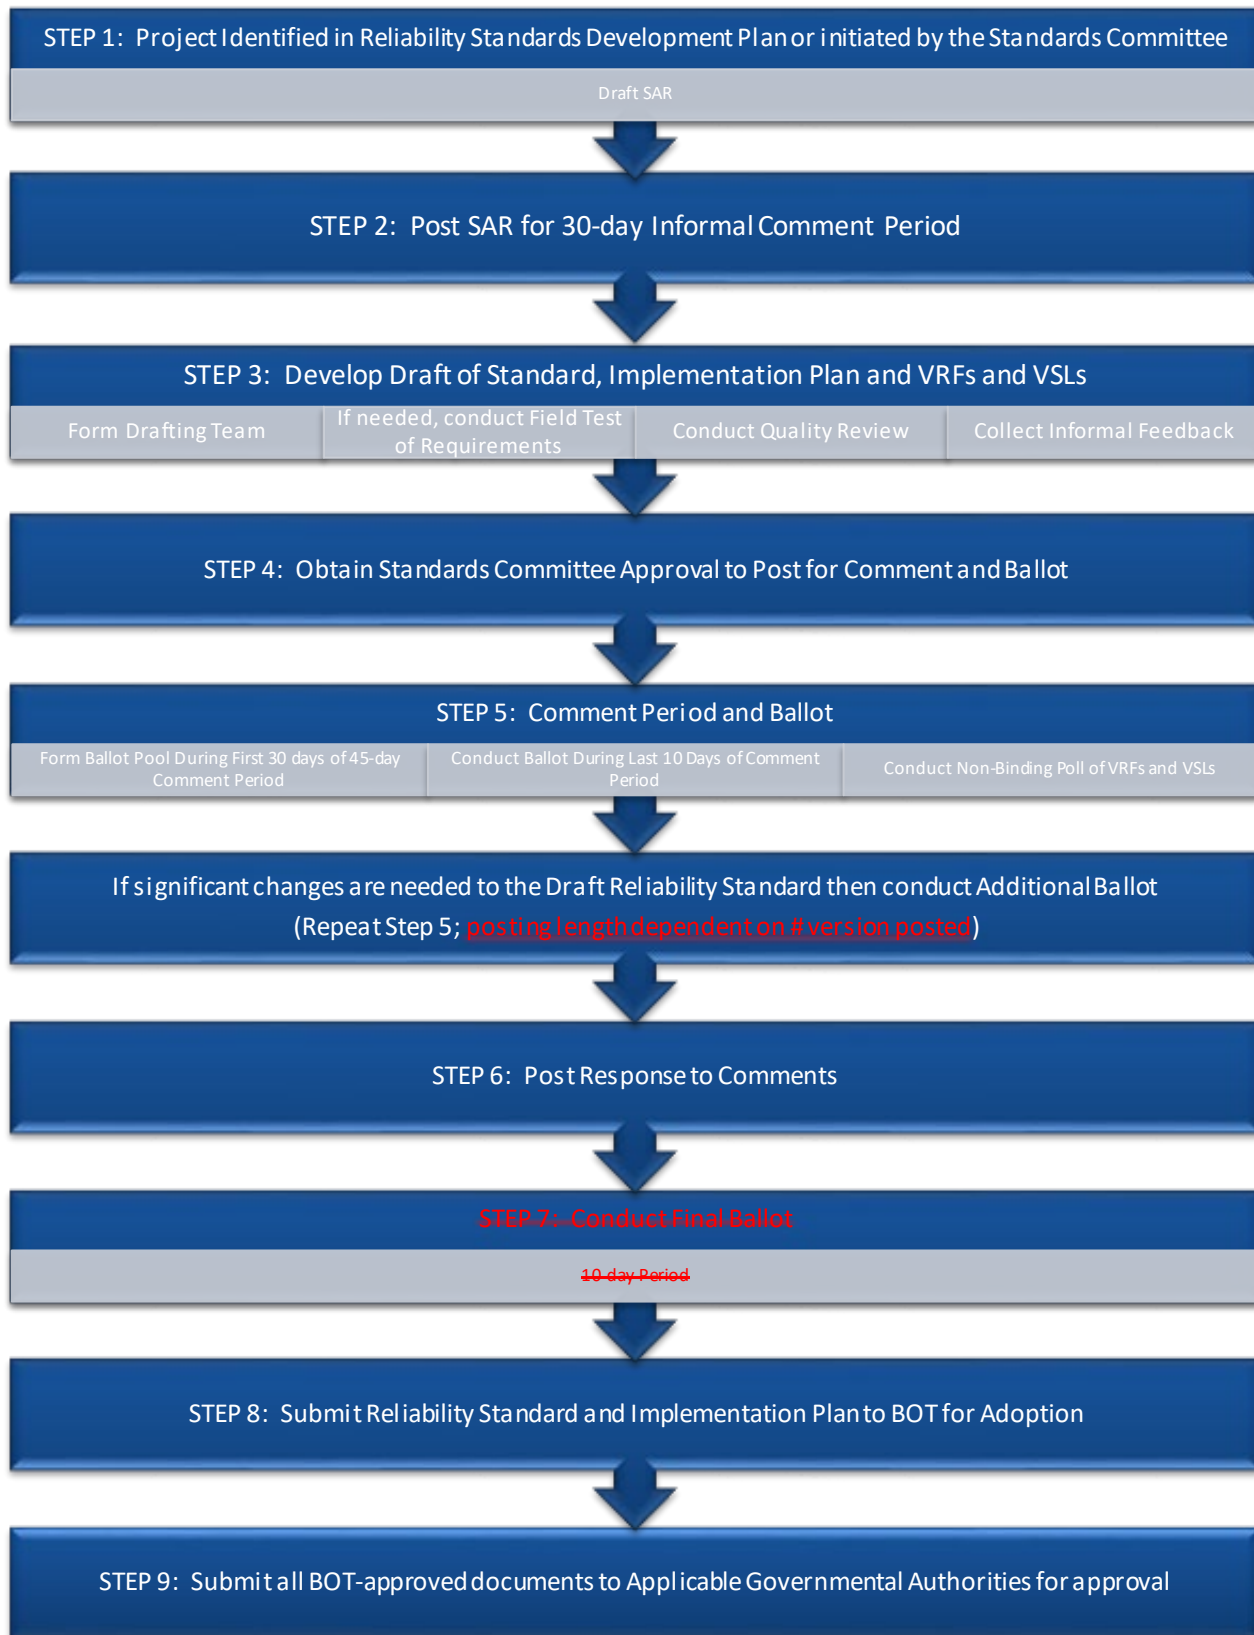 STEP 1: Project Identified in Reliability Standards Development Plan or initiated by the Standards Committee
Draft SAR
STEP 2: Post SAR for 30-day Informal Comment Period
STEP 3: Develop Draft of Standard, Implementation Plan and VRFs and VSLs
Form Drafting Team
If needed, conduct Field Test
of Requirements
Conduct Quality Review
Collect Informal Feedback
STEP 4: Obtain Standards Committee Approval to Post for Comment and Ballot
STEP 5: Comment Period and Ballot
Form Ballot Pool During First 30 days of 45-day
Comment Period
Conduct Ballot During Last 10 Days of Comment
Period
Conduct Non-Binding Poll of VRFs and VSLs
If significant changes are needed to the Draft Reliability Standard then conduct Additional Ballot
(Repeat Step 5; posting length dependent on # version posted)
STEP 6: Post Response to Comments
STEP 7: Conduct Final Ballot
10-day Period
STEP 8: Submit Reliability Standard and Implementation Plan to BOT for Adoption
STEP 9: Submit all BOT-approved documents to Applicable Governmental Authorities for approval